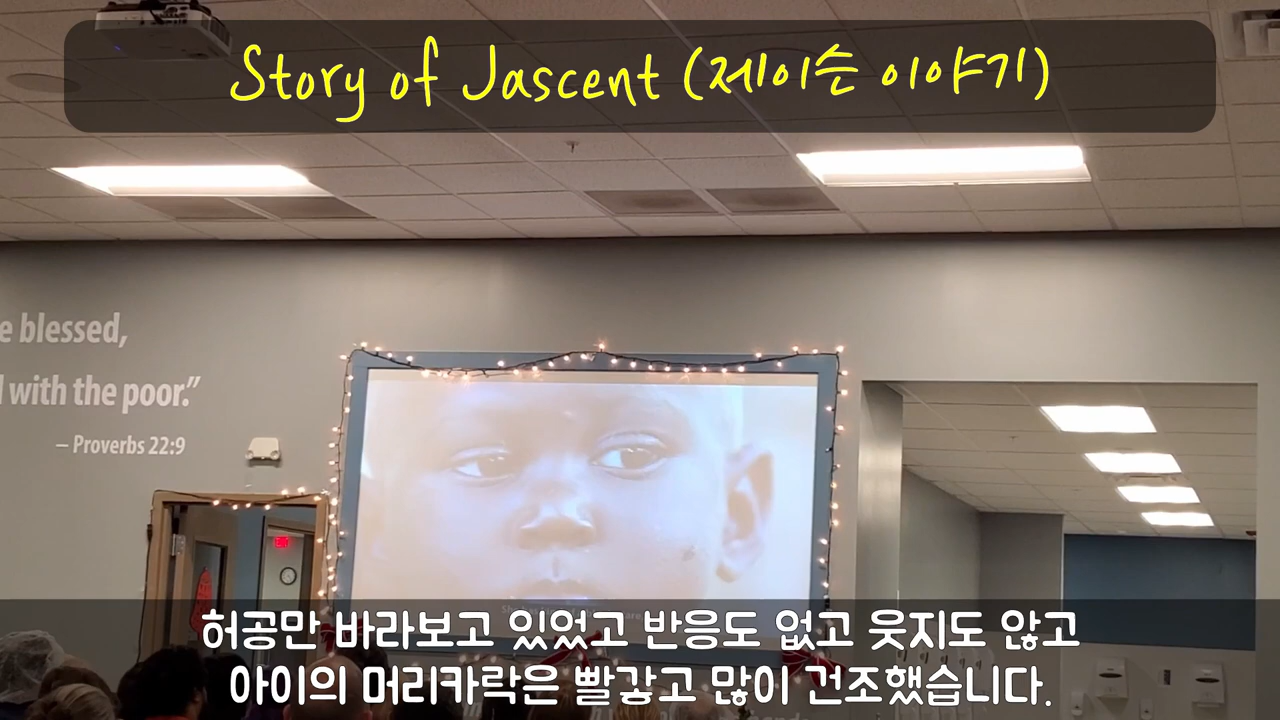 Story of Jascent (제이슨 이야기)
e blessed,
with the poor.”
– Proverbs 22:9
허공만 바라보고 있었고 반응도 없고 웃지도 않고
아이의 머리카락은 빨갛고 많이 건조했습니다.